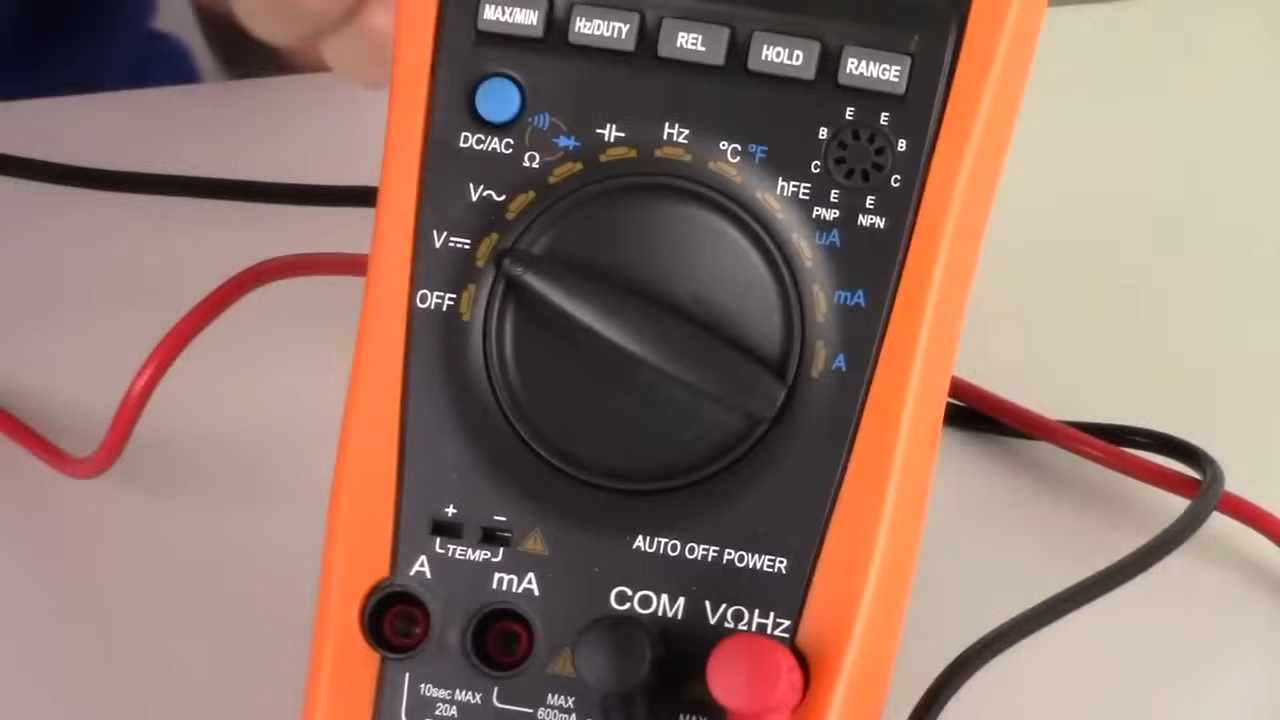 MAX/MIN
Hz/DUTY
REL
HOLD
RANGE
DC/AC
Ω
Hz
°C °F
hFE
E E
B B
C C
E E
PNP NPN
V~
V⎓
OFF
uA
mA
A
+ −
TEMP
A mA
AUTO OFF POWER
COM VΩHz
10sec MAX
20A
MAX
600mA
MAX